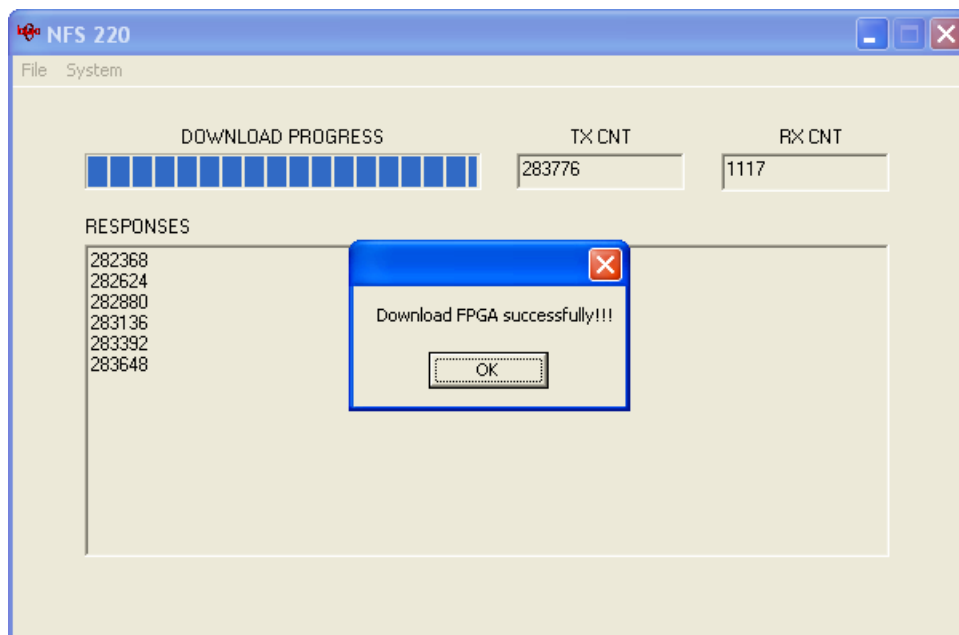 NFS 220
File System
DOWNLOAD PROGRESS TX CNT RX CNT
283776 1117
RESPONSES
282368
282624
282880
283136
283392
283648
Download FPGA successfully!!!
OK